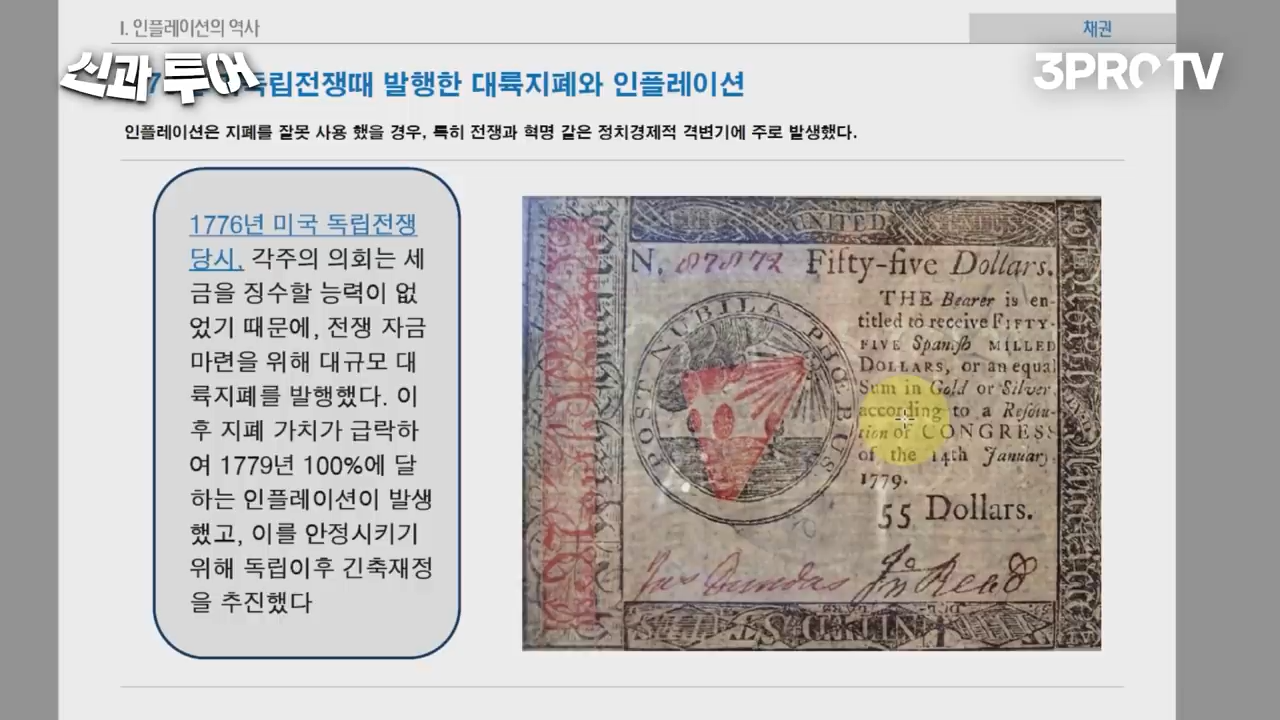 I. 인플레이션의 역사
채권
신과 투어
3PROTV
독립전쟁때 발행한 대륙지폐와 인플레이션
인플레이션은 지폐를 잘못 사용 했을 경우, 특히 전쟁과 혁명 같은 정치경제적 격변기에 주로 발생했다.
1776년 미국 독립전쟁
당시, 각주의 의회는 세
금을 징수할 능력이 없
었기 때문에, 전쟁 자금
마련을 위해 대규모 대
륙지폐를 발행했다. 이
후 지폐 가치가 급락하
여 1779년 100%에 달
하는 인플레이션이 발생
했고, 이를 안정시키기
위해 독립이후 긴축재정
을 추진했다
UNITED
N. 87872 Fifty-five Dollars.
POST NUBILA PHŒBUS
THE Bearer is en-
titled to receive FIFTY-
FIVE Spanish MILLED
DOLLARS, or an equal
Sum in Gold or Silver
according to a Resolu-
tion of CONGRESS
of the 14th January,
1779.
55 Dollars.
UNITED STATES